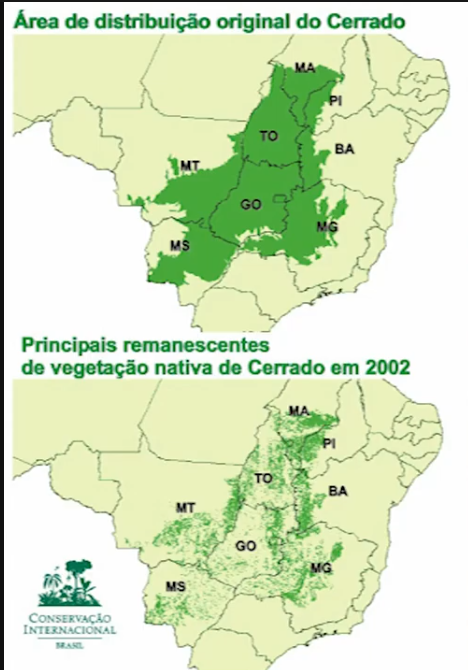 Área de distribuição original do Cerrado
MA
PI
TO
BA
MT
GO
MG
MS
Principais remanescentes
de vegetação nativa de Cerrado em 2002
MA
PI
TO
BA
MT
GO
MG
MS
CONSERVAÇÃO
INTERNACIONAL
BRASIL